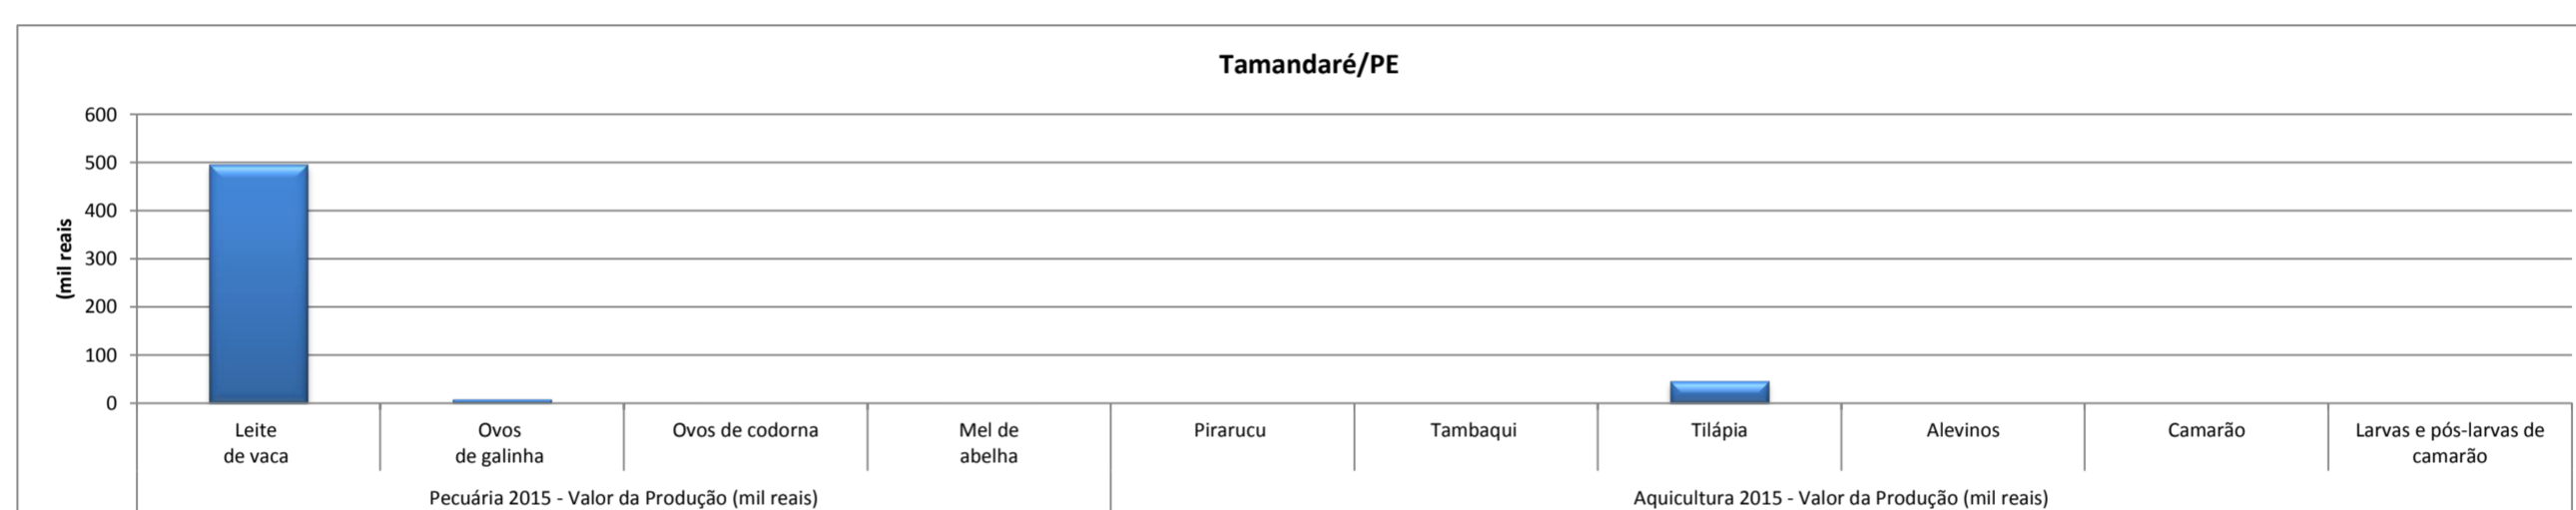 Tamandaré/PE
600
500
400
300
200
100
0
(mil reais
Leite
de vaca
Ovos
de galinha
Ovos de codorna
Mel de
abelha
Pirarucu
Tambaqui
Tilápia
Alevinos
Camarão
Larvas e pós-larvas de
camarão
Pecuária 2015 - Valor da Produção (mil reais)
Aquicultura 2015 - Valor da Produção (mil reais)